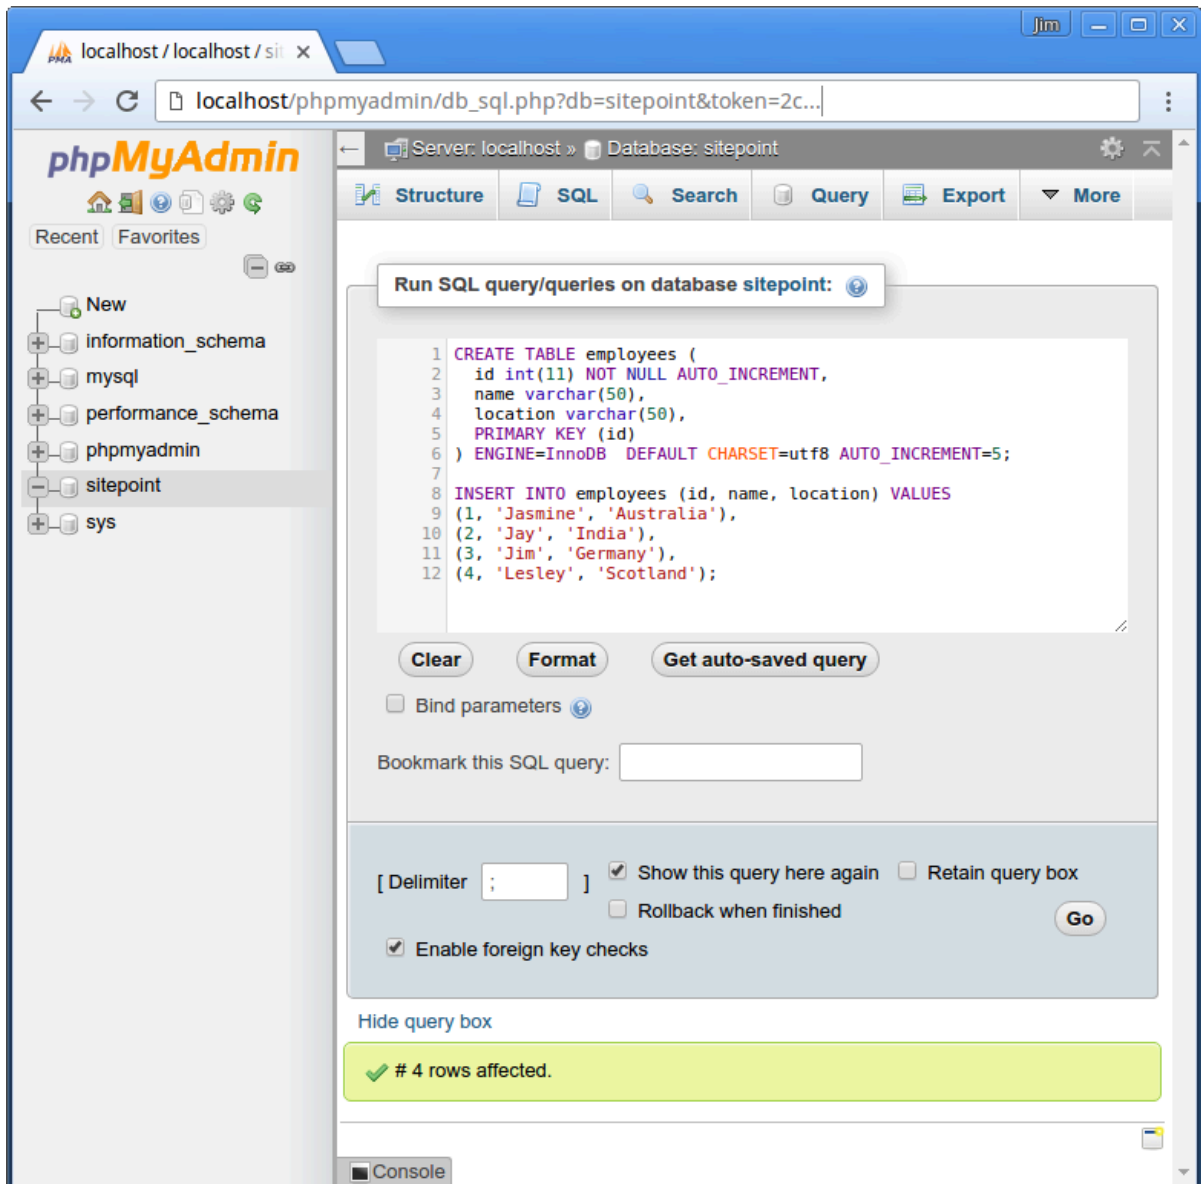 Jim
localhost / localhost / sit
localhost/phpmyadmin/db_sql.php?db=sitepoint&token=2c...
phpMyAdmin
Recent Favorites
New
information_schema
mysql
performance_schema
phpmyadmin
sitepoint
sys
Server: localhost » Database: sitepoint
Structure SQL Search Query Export More
Run SQL query/queries on database sitepoint:
1 CREATE TABLE employees (
2 id int(11) NOT NULL AUTO_INCREMENT,
3 name varchar(50),
4 location varchar(50),
5 PRIMARY KEY (id)
6 ) ENGINE=InnoDB  DEFAULT CHARSET=utf8 AUTO_INCREMENT=5;
7
8 INSERT INTO employees (id, name, location) VALUES
9 (1, 'Jasmine', 'Australia'),
10 (2, 'Jay', 'India'),
11 (3, 'Jim', 'Germany'),
12 (4, 'Lesley', 'Scotland');
Clear Format Get auto-saved query
Bind parameters
Bookmark this SQL query:
[ Delimiter ; ] Show this query here again Retain query box
Rollback when finished
Go
Enable foreign key checks
Hide query box
# 4 rows affected.
Console